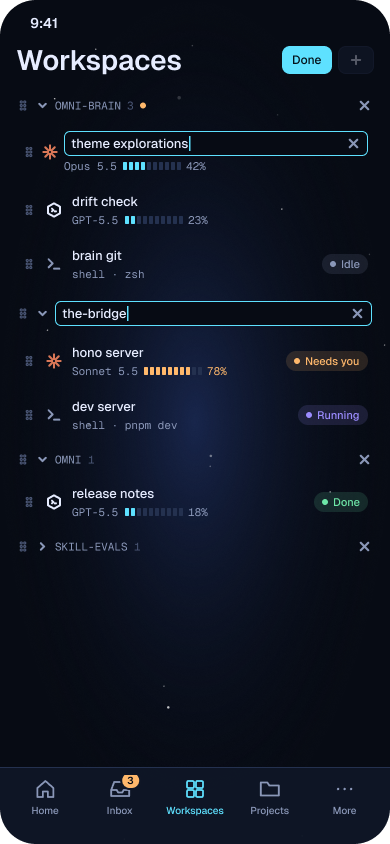 9:41
Workspaces
Done
OMNI-BRAIN 3
theme explorations
Opus 5.5 42%
drift check
GPT-5.5 23%
brain git
shell · zsh
Idle
the-bridge
hono server
Sonnet 5.5 78%
Needs you
dev server
shell · pnpm dev
Running
OMNI 1
release notes
GPT-5.5 18%
Done
SKILL-EVALS 1
3
Home Inbox Workspaces Projects More